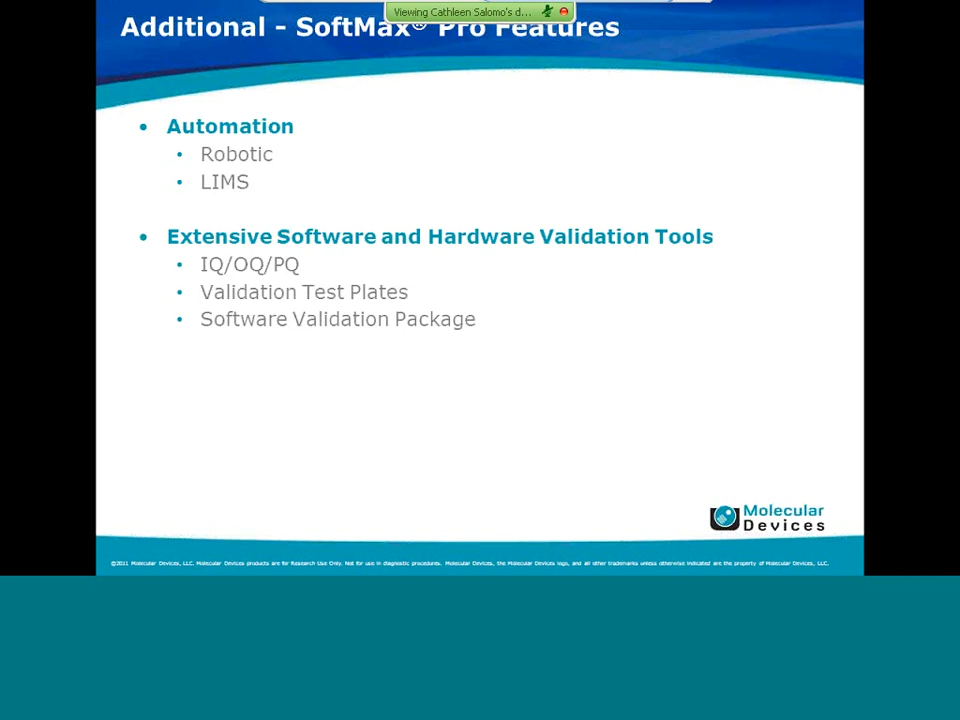 Viewing Cathleen Salomo's d...
Additional - SoftMax® Pro Features
• Automation
• Robotic
• LIMS
• Extensive Software and Hardware Validation Tools
• IQ/OQ/PQ
• Validation Test Plates
• Software Validation Package
Molecular
Devices
©2011 Molecular Devices, LLC. Molecular Devices products are for Research Use Only. Not for use in diagnostic procedures. Molecular Devices, the Molecular Devices logo, and all other trademarks unless otherwise indicated are the property of Molecular Devices, LLC.